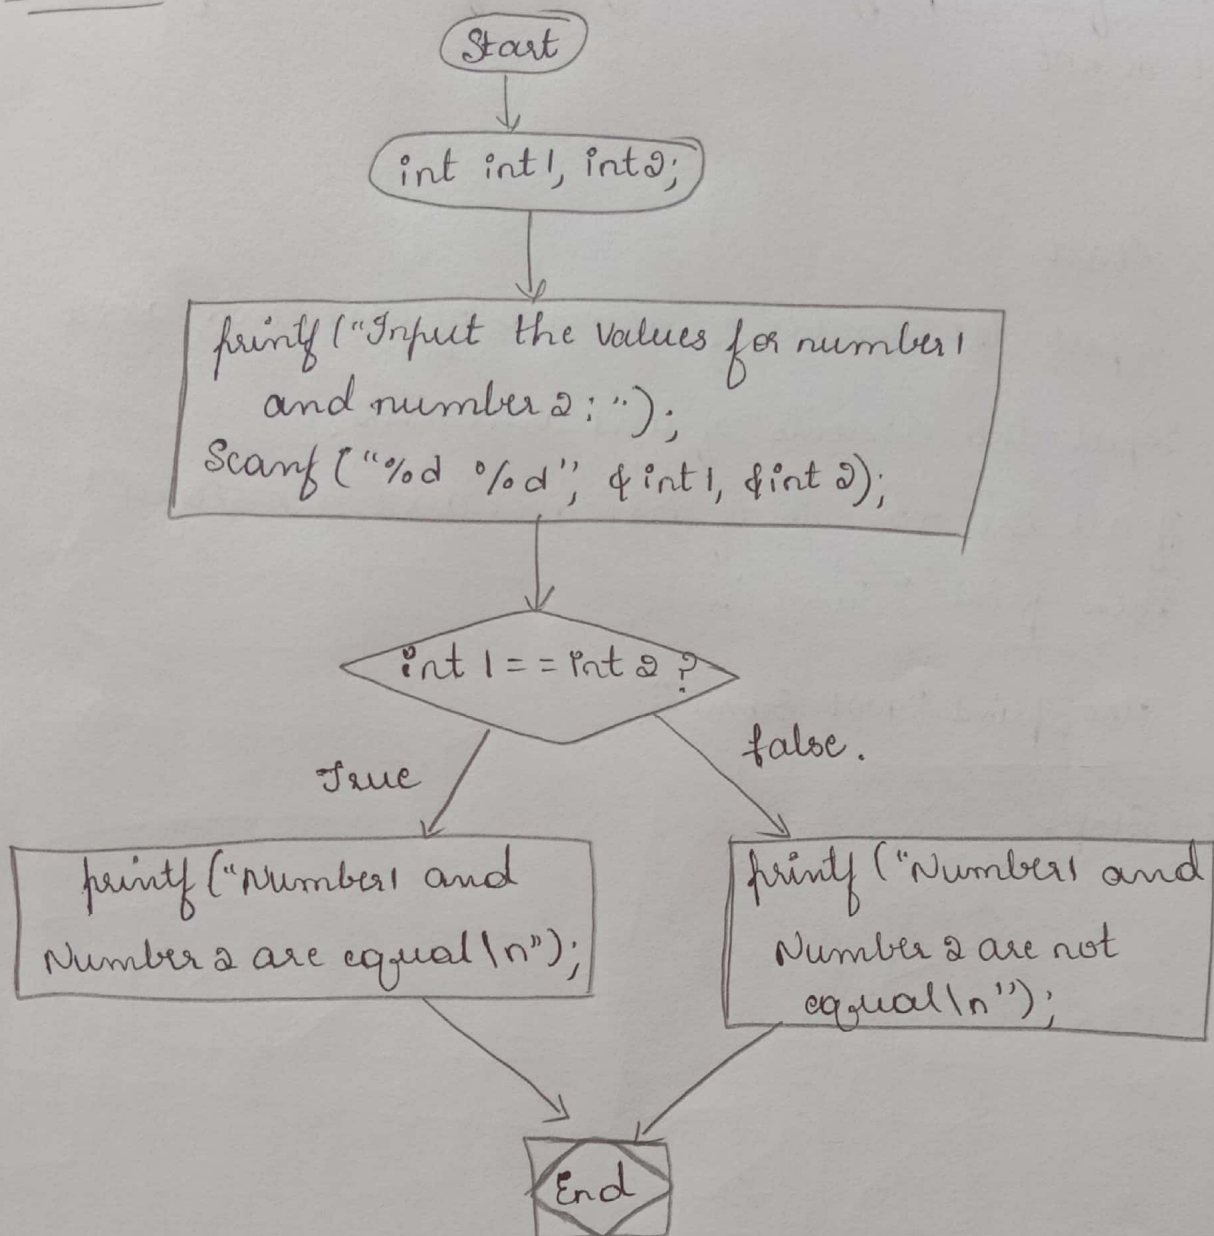 Start
int int1, int2;
printf("Input the values for number1
and number2: ");
Scanf("%d %d", &int1, &int2);
int1 == int2 ?
True
false.
printf("Number1 and
Number2 are equal\n");
printf("Number1 and
Number2 are not
equal\n");
End